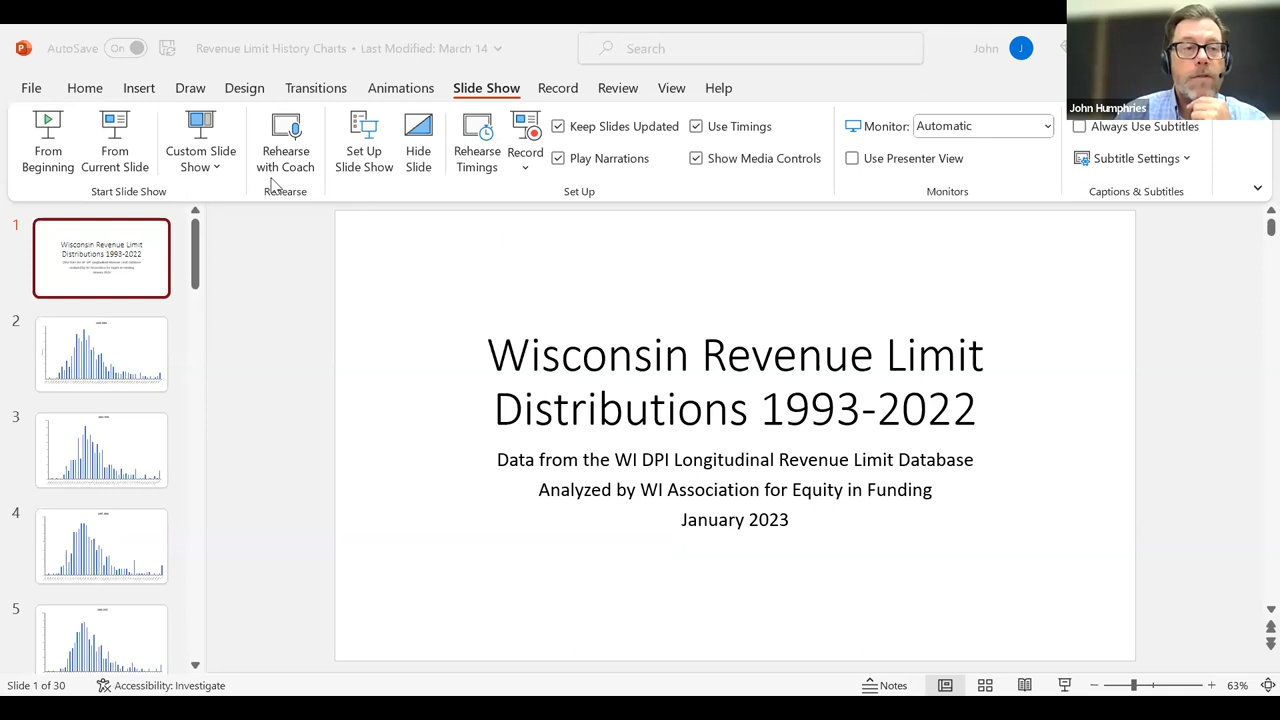 AutoSave On Revenue Limit History Charts • Last Modified: March 14 Search John J
File Home Insert Draw Design Transitions Animations Slide Show Record Review View Help
John Humphries
From Beginning
From Current Slide
Custom Slide Show
Start Slide Show
Rehearse with Coach
Rehearse
Set Up Slide Show
Hide Slide
Rehearse Timings
Record
Keep Slides Updated
Play Narrations
Use Timings
Show Media Controls
Set Up
Monitor: Automatic
Use Presenter View
Monitors
Always Use Subtitles
Subtitle Settings
Captions & Subtitles
1
Wisconsin Revenue Limit
Distributions 1993-2022
2
3
4
5
Wisconsin Revenue Limit
Distributions 1993-2022
Data from the WI DPI Longitudinal Revenue Limit Database
Analyzed by WI Association for Equity in Funding
January 2023
Slide 1 of 30 Accessibility: Investigate Notes 63%